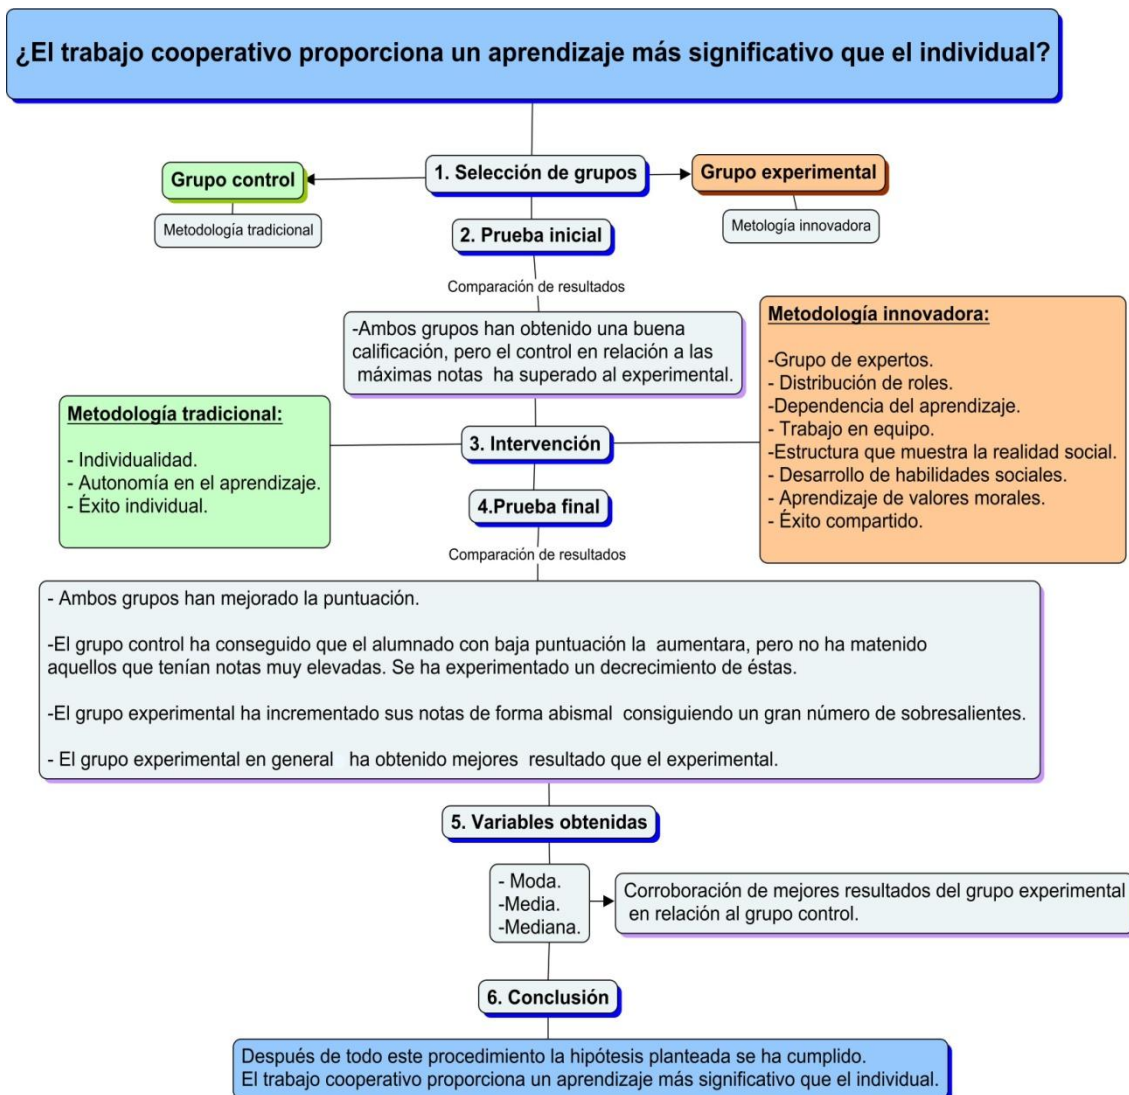 ¿El trabajo cooperativo proporciona un aprendizaje más significativo que el individual?
Grupo control
1. Selección de grupos
Grupo experimental
Metodología tradicional
Metología innovadora
2. Prueba inicial
Comparación de resultados
-Ambos grupos han obtenido una buena
calificación, pero el control en relación a las
máximas notas ha superado al experimental.
Metodología innovadora:
-Grupo de expertos.
- Distribución de roles.
-Dependencia del aprendizaje.
- Trabajo en equipo.
-Estructura que muestra la realidad social.
- Desarrollo de habilidades sociales.
- Aprendizaje de valores morales.
- Éxito compartido.
Metodología tradicional:
- Individualidad.
- Autonomía en el aprendizaje.
- Éxito individual.
3. Intervención
4.Prueba final
Comparación de resultados
- Ambos grupos han mejorado la puntuación.
-El grupo control ha conseguido que el alumnado con baja puntuación la aumentara, pero no ha matenido
aquellos que tenían notas muy elevadas. Se ha experimentado un decrecimiento de éstas.
-El grupo experimental ha incrementado sus notas de forma abismal consiguiendo un gran número de sobresalientes.
- El grupo experimental en general ha obtenido mejores resultado que el experimental.
5. Variables obtenidas
- Moda.
-Media.
-Mediana.
Corroboración de mejores resultados del grupo experimental
en relación al grupo control.
6. Conclusión
Después de todo este procedimiento la hipótesis planteada se ha cumplido.
El trabajo cooperativo proporciona un aprendizaje más significativo que el individual.